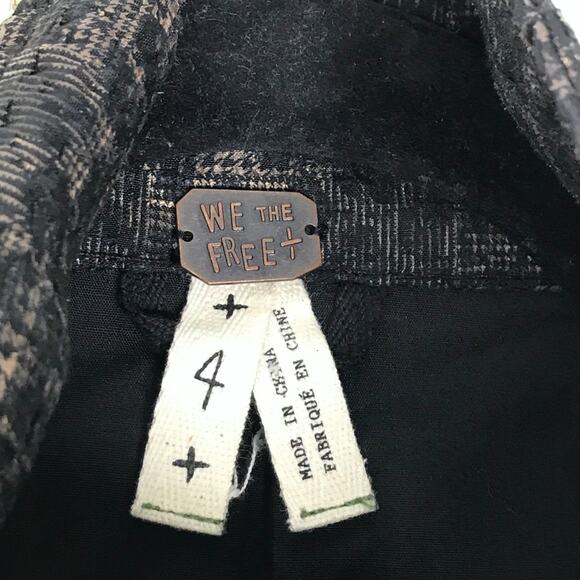 WE THE
FREE+
+
4
+
MADE IN CHINA
FABRIQUÉ EN CHINE